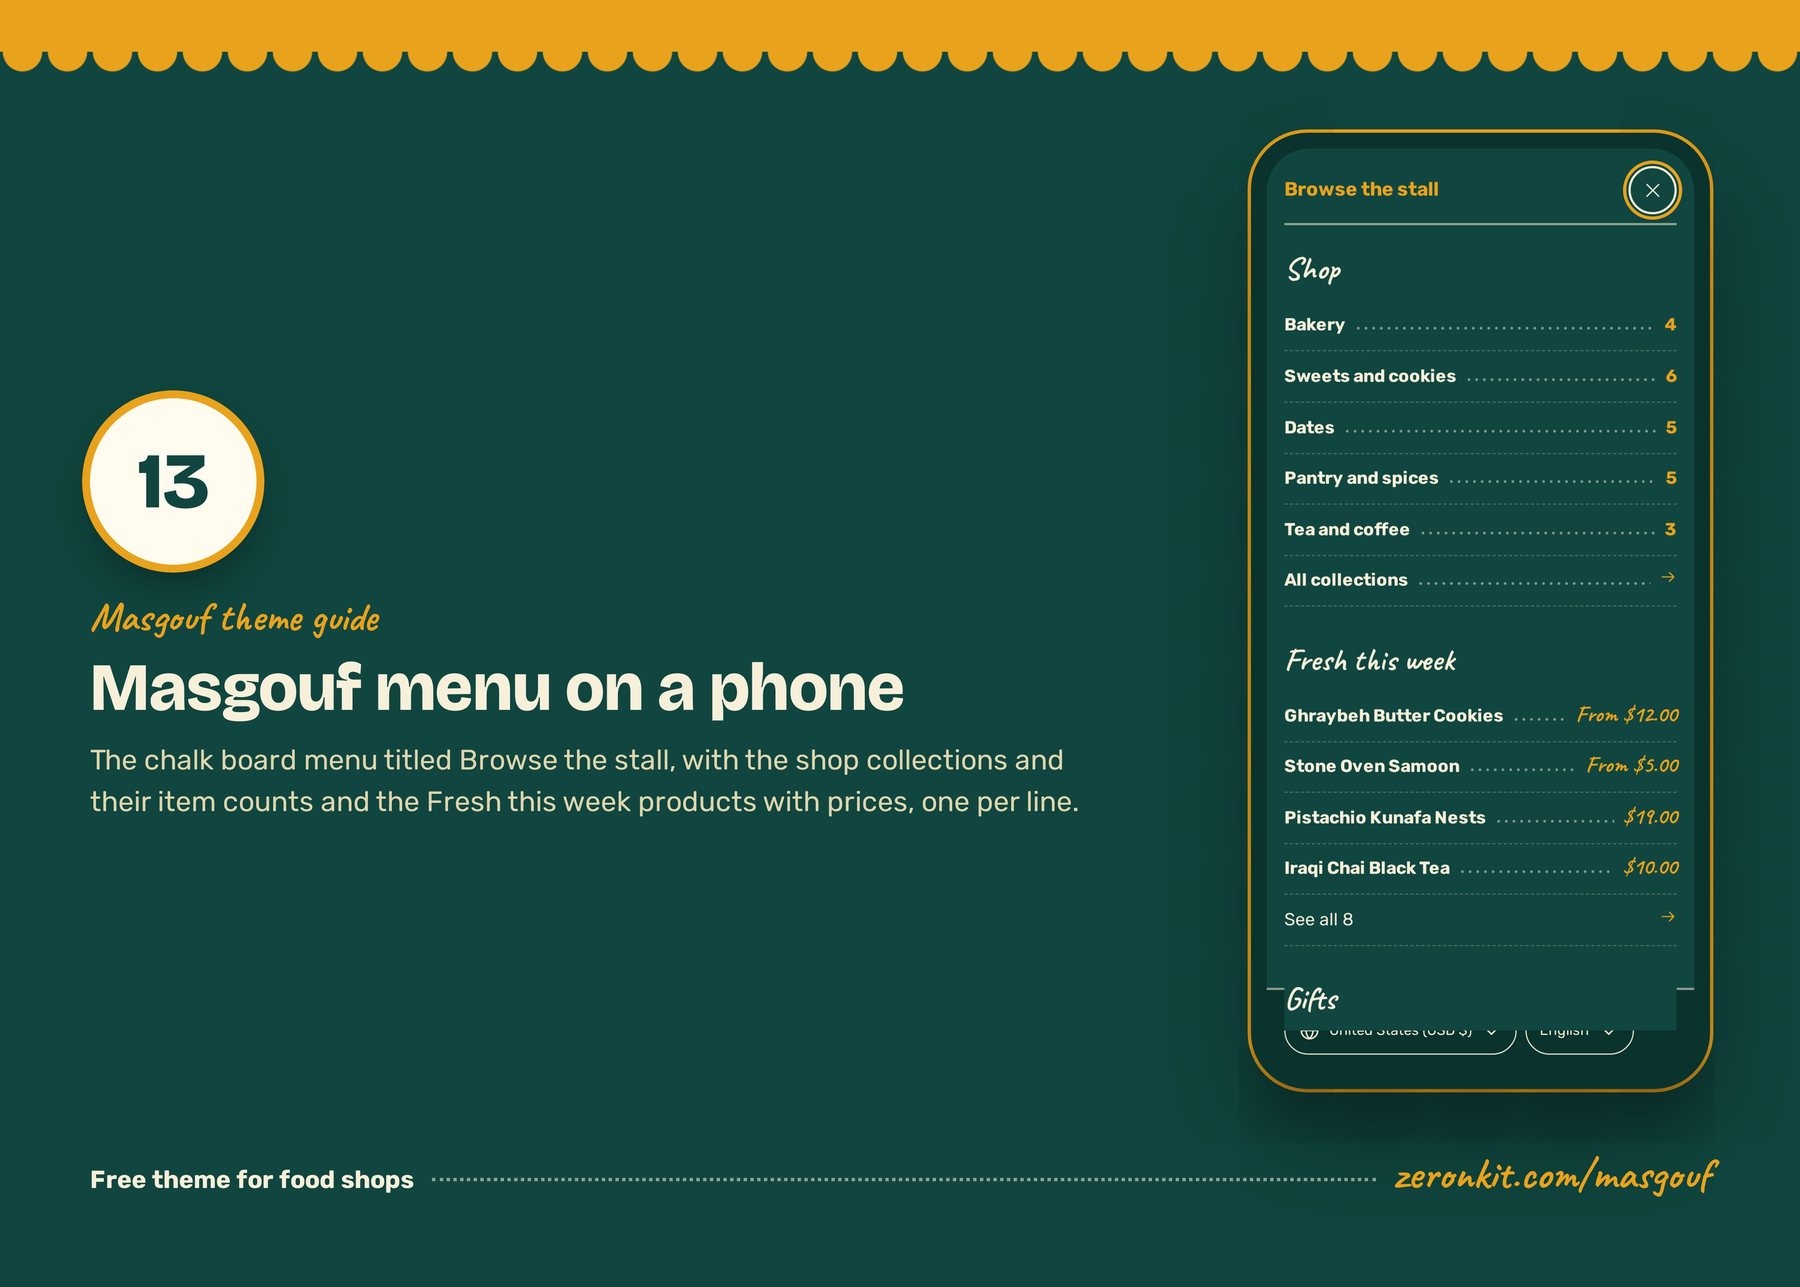 13
Masgouf theme guide
Masgouf menu on a phone
The chalk board menu titled Browse the stall, with the shop collections and
their item counts and the Fresh this week products with prices, one per line.
Browse the stall
Shop
Bakery 4
Sweets and cookies 6
Dates 5
Pantry and spices 5
Tea and coffee 3
All collections →
Fresh this week
Ghraybeh Butter Cookies From $12.00
Stone Oven Samoon From $5.00
Pistachio Kunafa Nests $19.00
Iraqi Chai Black Tea $10.00
See all 8 →
Gifts
United States (USD $) English
Free theme for food shops zeronkit.com/masgouf